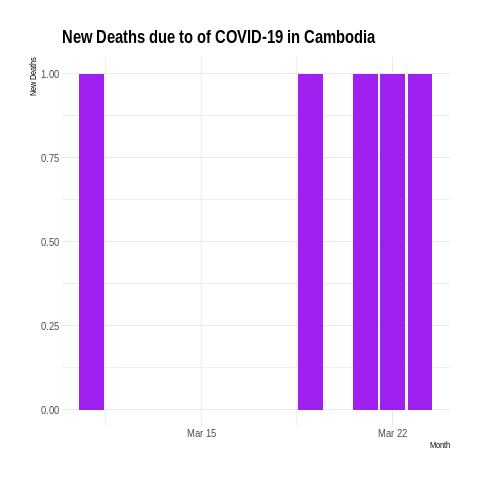 New Deaths due to of COVID-19 in Cambodia
New Deaths
1.00
0.75
0.50
0.25
0.00
Mar 15
Mar 22
Month